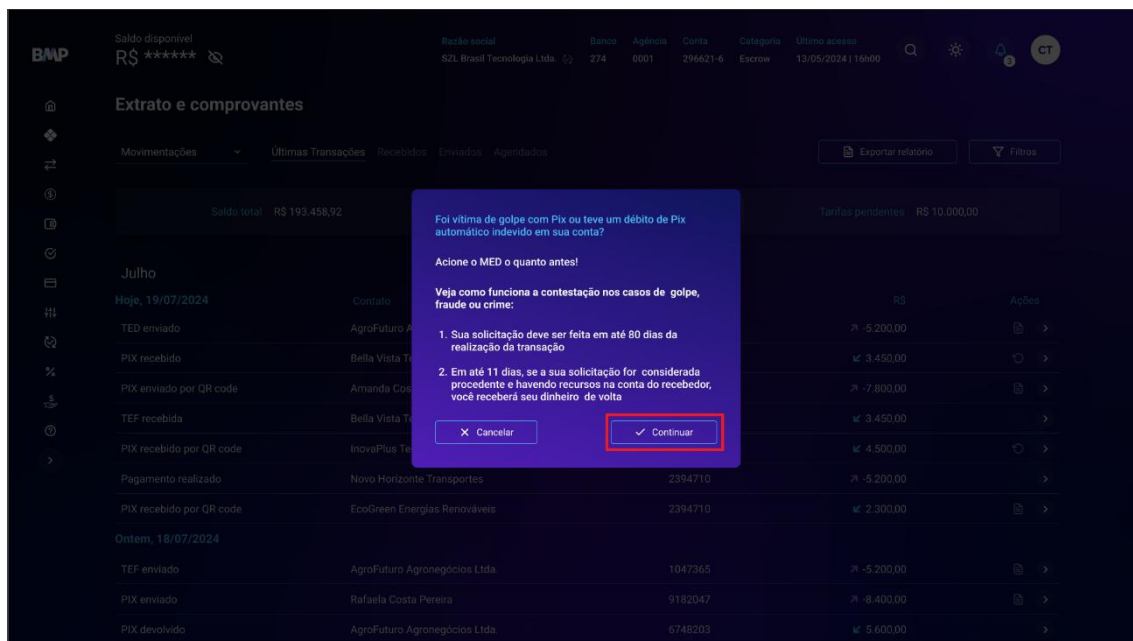 BMP
Saldo disponível
R$ ******
Razão social
SZL Brasil Tecnologia Ltda.
Banco
274
Agência
0001
Conta
296621-6
Categoria
Escrow
Último acesso
13/05/2024 | 16h00
3
CT
Extrato e comprovantes
Movimentações
Últimas Transações Recebidos Enviados Agendados
Exportar relatório
Filtros
Saldo total R$ 193.458,92
Tarifas pendentes R$ 10.000,00
Foi vítima de golpe com Pix ou teve um débito de Pix
automático indevido em sua conta?
Acione o MED o quanto antes!
Veja como funciona a contestação nos casos de golpe,
fraude ou crime:
1. Sua solicitação deve ser feita em até 80 dias da
realização da transação
2. Em até 11 dias, se a sua solicitação for considerada
procedente e havendo recursos na conta do recebedor,
você receberá seu dinheiro de volta
Cancelar
Continuar
Julho
Hoje, 19/07/2024 Contato R$ Ações
TED enviado AgroFuturo A -5.200,00
PIX recebido Bella Vista Te 3.450,00
PIX enviado por QR code Amanda Cos -7.800,00
TEF recebida Bella Vista Te 3.450,00
PIX recebido por QR code InovaPlus Te 4.500,00
Pagamento realizado Novo Horizonte Transportes 2394710 -5.200,00
PIX recebido por QR code EcoGreen Energias Renováveis 2394710 2.300,00
Ontem, 18/07/2024
TEF enviado AgroFuturo Agronegócios Ltda. 1047365 -5.200,00
PIX enviado Rafaela Costa Pereira 9182047 -8.400,00
PIX devolvido AgroFuturo Agronegócios Ltda. 6748203 5.600,00